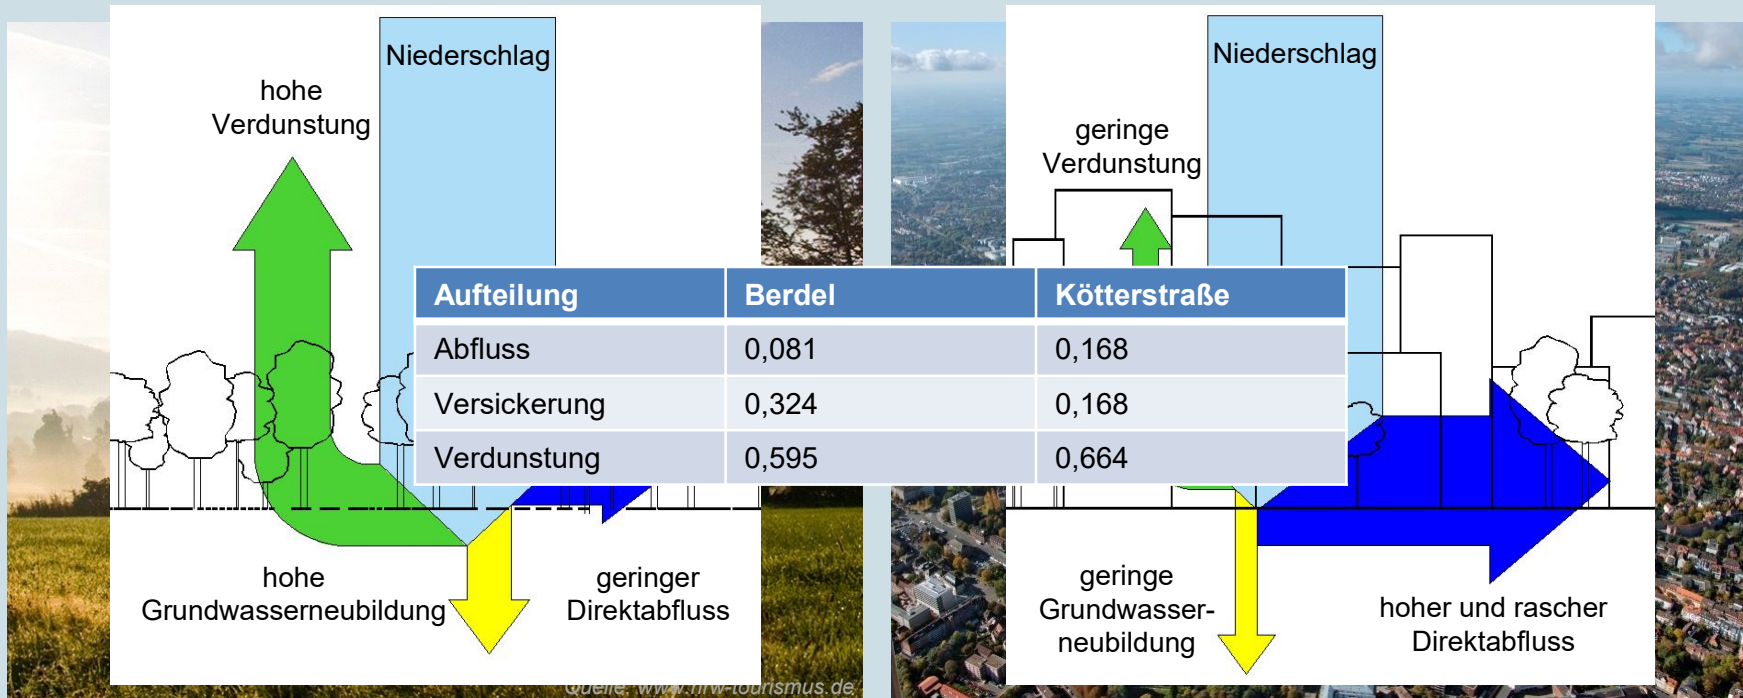 Niederschlag
hohe
Verdunstung
Niederschlag
geringe
Verdunstung
Aufteilung Berdel Kötterstraße
Abfluss 0,081 0,168
Versickerung 0,324 0,168
Verdunstung 0,595 0,664
hohe
Grundwasserneubildung
geringer
Direktabfluss
geringe
Grundwasser-
neubildung
hoher und rascher
Direktabfluss
Quelle: www.nrw-tourismus.de